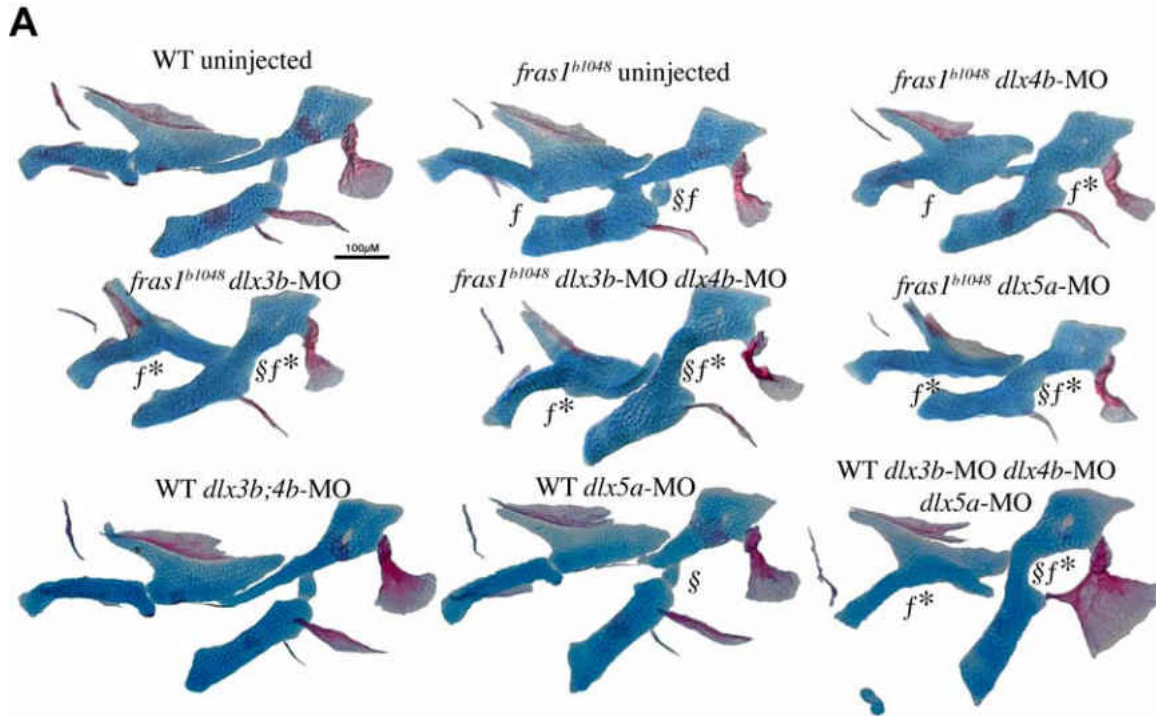 A
WT uninjected
fras1b1048 uninjected
fras1b1048 dlx4b-MO
f
§f
f
f*
100µM
fras1b1048 dlx3b-MO
fras1b1048 dlx3b-MO dlx4b-MO
fras1b1048 dlx5a-MO
f*
§f*
f*
§f*
f*
§f*
WT dlx3b;4b-MO
WT dlx5a-MO
WT dlx3b-MO dlx4b-MO
dlx5a-MO
§
f*
§f*